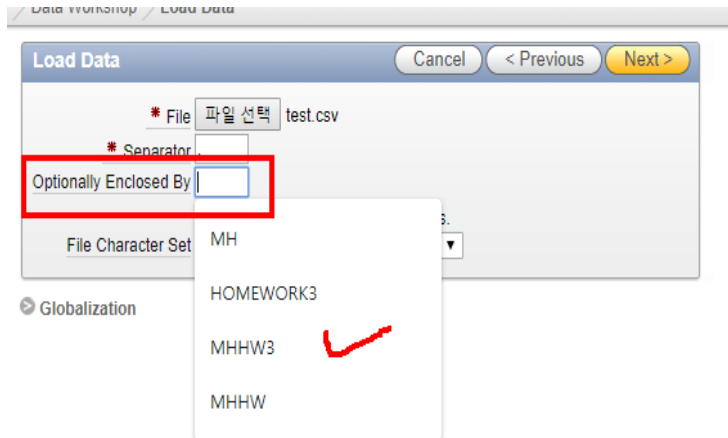 Data Workshop / Load Data
Load Data
Cancel
< Previous
Next >
* File 파일 선택 test.csv
* Separator ,
Optionally Enclosed By
s.
File Character Set
MH
HOMEWORK3
Globalization
MHHW3
MHHW